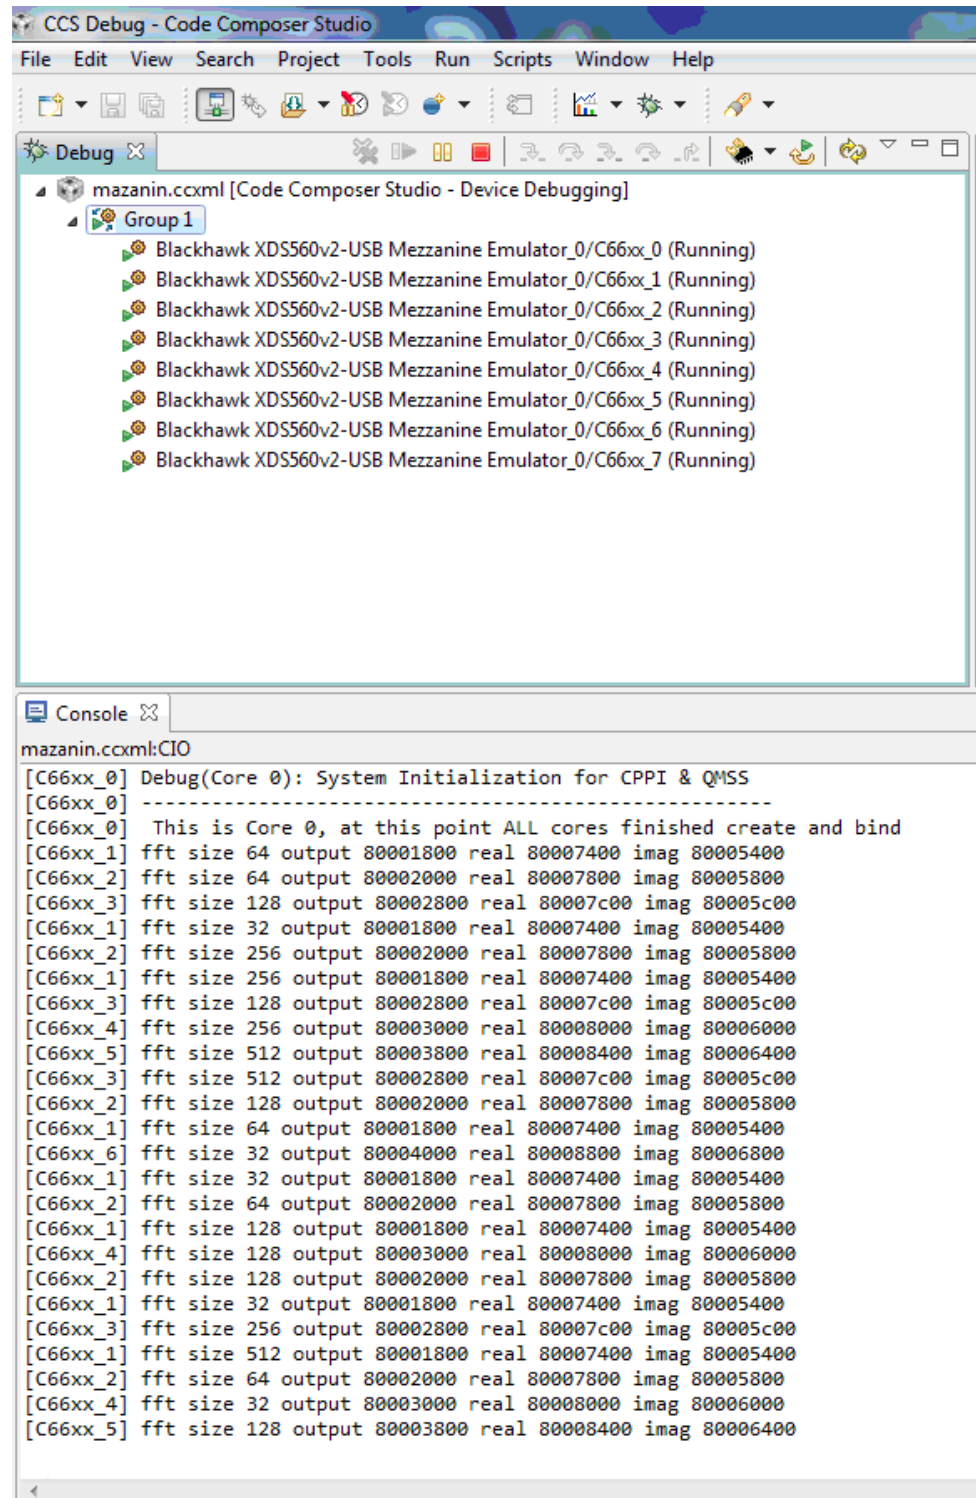 CCS Debug - Code Composer Studio
File Edit View Search Project Tools Run Scripts Window Help
Debug
mazanin.ccxml [Code Composer Studio - Device Debugging]
Group 1
Blackhawk XDS560v2-USB Mezzanine Emulator_0/C66xx_0 (Running)
Blackhawk XDS560v2-USB Mezzanine Emulator_0/C66xx_1 (Running)
Blackhawk XDS560v2-USB Mezzanine Emulator_0/C66xx_2 (Running)
Blackhawk XDS560v2-USB Mezzanine Emulator_0/C66xx_3 (Running)
Blackhawk XDS560v2-USB Mezzanine Emulator_0/C66xx_4 (Running)
Blackhawk XDS560v2-USB Mezzanine Emulator_0/C66xx_5 (Running)
Blackhawk XDS560v2-USB Mezzanine Emulator_0/C66xx_6 (Running)
Blackhawk XDS560v2-USB Mezzanine Emulator_0/C66xx_7 (Running)
Console
mazanin.ccxml:CIO
[C66xx_0] Debug(Core 0): System Initialization for CPPI & QMSS
[C66xx_0] ------------------------------------------------------
[C66xx_0]  This is Core 0, at this point ALL cores finished create and bind
[C66xx_1] fft size 64 output 80001800 real 80007400 imag 80005400
[C66xx_2] fft size 64 output 80002000 real 80007800 imag 80005800
[C66xx_3] fft size 128 output 80002800 real 80007c00 imag 80005c00
[C66xx_1] fft size 32 output 80001800 real 80007400 imag 80005400
[C66xx_2] fft size 256 output 80002000 real 80007800 imag 80005800
[C66xx_1] fft size 256 output 80001800 real 80007400 imag 80005400
[C66xx_3] fft size 128 output 80002800 real 80007c00 imag 80005c00
[C66xx_4] fft size 256 output 80003000 real 80008000 imag 80006000
[C66xx_5] fft size 512 output 80003800 real 80008400 imag 80006400
[C66xx_3] fft size 512 output 80002800 real 80007c00 imag 80005c00
[C66xx_2] fft size 128 output 80002000 real 80007800 imag 80005800
[C66xx_1] fft size 64 output 80001800 real 80007400 imag 80005400
[C66xx_6] fft size 32 output 80004000 real 80008800 imag 80006800
[C66xx_1] fft size 32 output 80001800 real 80007400 imag 80005400
[C66xx_2] fft size 64 output 80002000 real 80007800 imag 80005800
[C66xx_1] fft size 128 output 80001800 real 80007400 imag 80005400
[C66xx_4] fft size 128 output 80003000 real 80008000 imag 80006000
[C66xx_2] fft size 128 output 80002000 real 80007800 imag 80005800
[C66xx_1] fft size 32 output 80001800 real 80007400 imag 80005400
[C66xx_3] fft size 256 output 80002800 real 80007c00 imag 80005c00
[C66xx_1] fft size 512 output 80001800 real 80007400 imag 80005400
[C66xx_2] fft size 64 output 80002000 real 80007800 imag 80005800
[C66xx_4] fft size 32 output 80003000 real 80008000 imag 80006000
[C66xx_5] fft size 128 output 80003800 real 80008400 imag 80006400